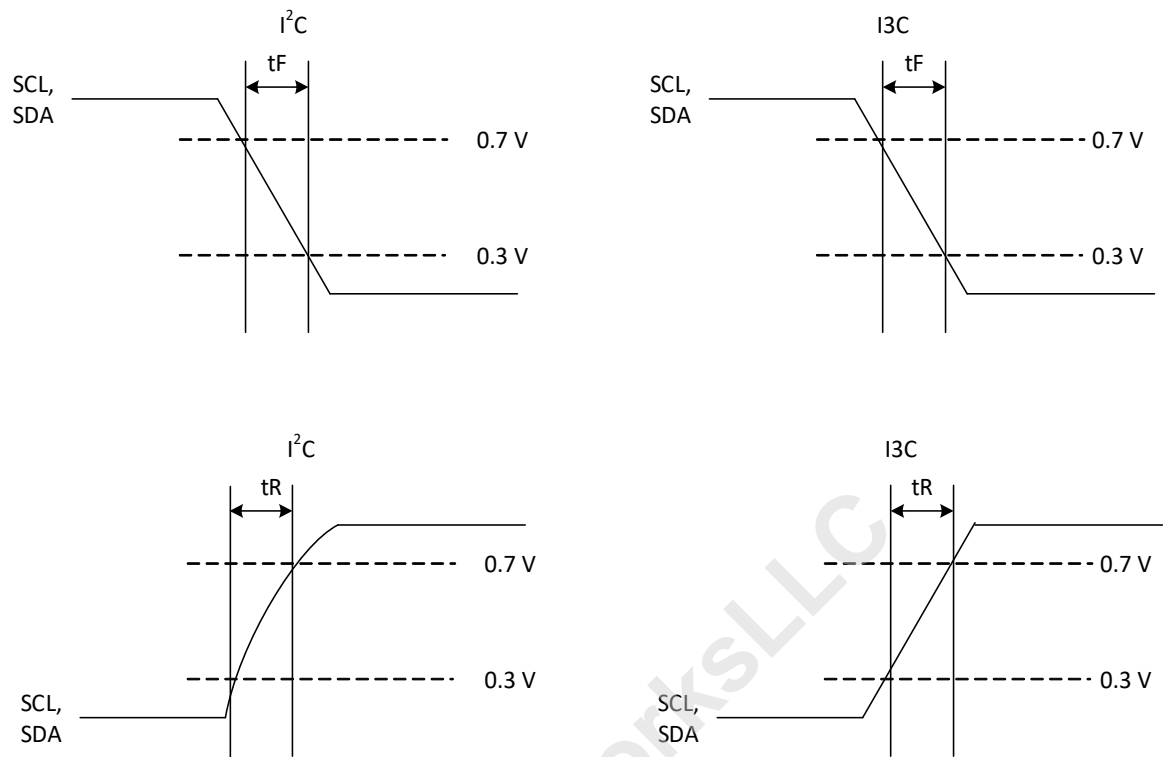 I²C
tF
SCL,
SDA
0.7 V
0.3 V
I3C
tF
SCL,
SDA
0.7 V
0.3 V
I²C
tR
0.7 V
0.3 V
SCL,
SDA
I3C
tR
0.7 V
0.3 V
SCL,
SDA
orksLLC